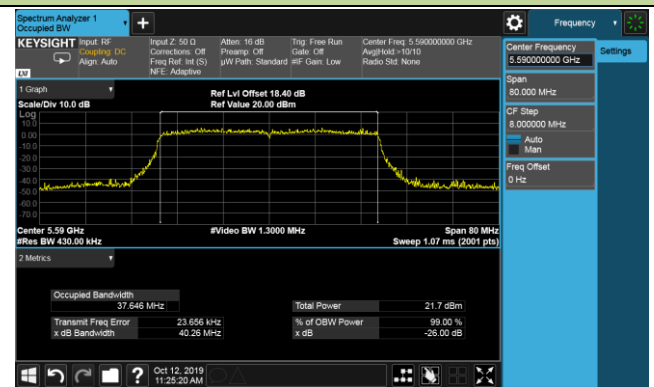 Spectrum Analyzer 1
Occupied BW
+
Frequency
KEYSIGHT
LXI
Input: RF
Coupling: DC
Align: Auto
Input Z: 50 Ω
Corrections: Off
Freq Ref: Int (S)
NFE: Adaptive
Atten: 16 dB
Preamp: Off
µW Path: Standard
Trig: Free Run
Gate: Off
#IF Gain: Low
Center Freq: 5.590000000 GHz
Avg|Hold:>10/10
Radio Std: None
Center Frequency
5.590000000 GHz
Settings
Span
80.000 MHz
CF Step
8.000000 MHz
Auto
Man
Freq Offset
0 Hz
1 Graph
Scale/Div 10.0 dB
Ref Lvl Offset 18.40 dB
Ref Value 20.00 dBm
Log
10.0
0.00
-10.0
-20.0
-30.0
-40.0
-50.0
-60.0
-70.0
Center 5.59 GHz
#Video BW 1.3000 MHz
Span 80 MHz
#Res BW 430.00 kHz
Sweep 1.07 ms (2001 pts)
2 Metrics
Occupied Bandwidth
37.646 MHz
Total Power 21.7 dBm
Transmit Freq Error 23.656 kHz
% of OBW Power 99.00 %
x dB Bandwidth 40.26 MHz
x dB -26.00 dB
?
Oct 12, 2019
11:25:20 AM